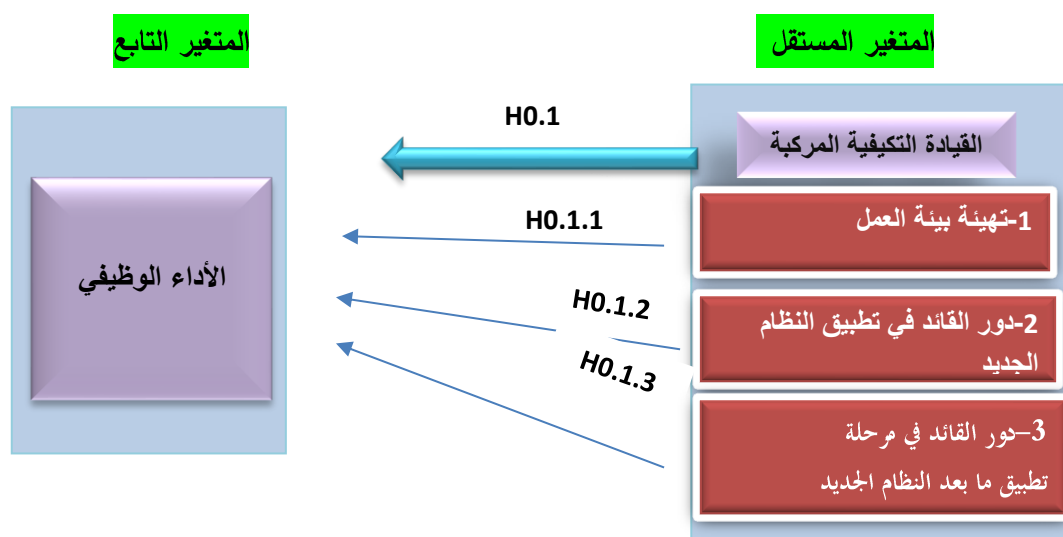 المتغير المستقل
المتغير التابع
القيادة التكيفية المركبة
H0.1
1-تهيئة بيئة العمل
H0.1.1
2-دور القائد في تطبيق النظام
الجديد
H0.1.2
3–دور القائد في مرحلة
تطبيق ما بعد النظام الجديد
H0.1.3
الأداء الوظيفي